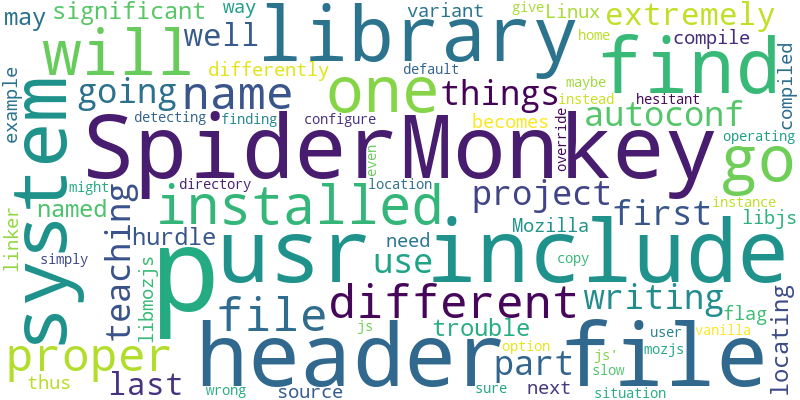 may
significant
way
library
variant
give
Linux
extremely
will
well
home
compile
find
differently
default
going
name
one
things
maybe
instead
hesitant
compiled
example
system
detecting
finding
configure
becomes
override
autoconf
operating
SpiderMonkey
go
even
might
directory
location
project
first
instance
named
teaching
installed
linker
hurdle
libmozjs
p
usr
include
need
use
Mozilla
libjs
simply
different
writing
flag
file
copy
header
file
js
trouble
user
vanilla
locating
proper
option
part
js'
mozjs
thus
last
source
wrong
sure
next
slow
situation